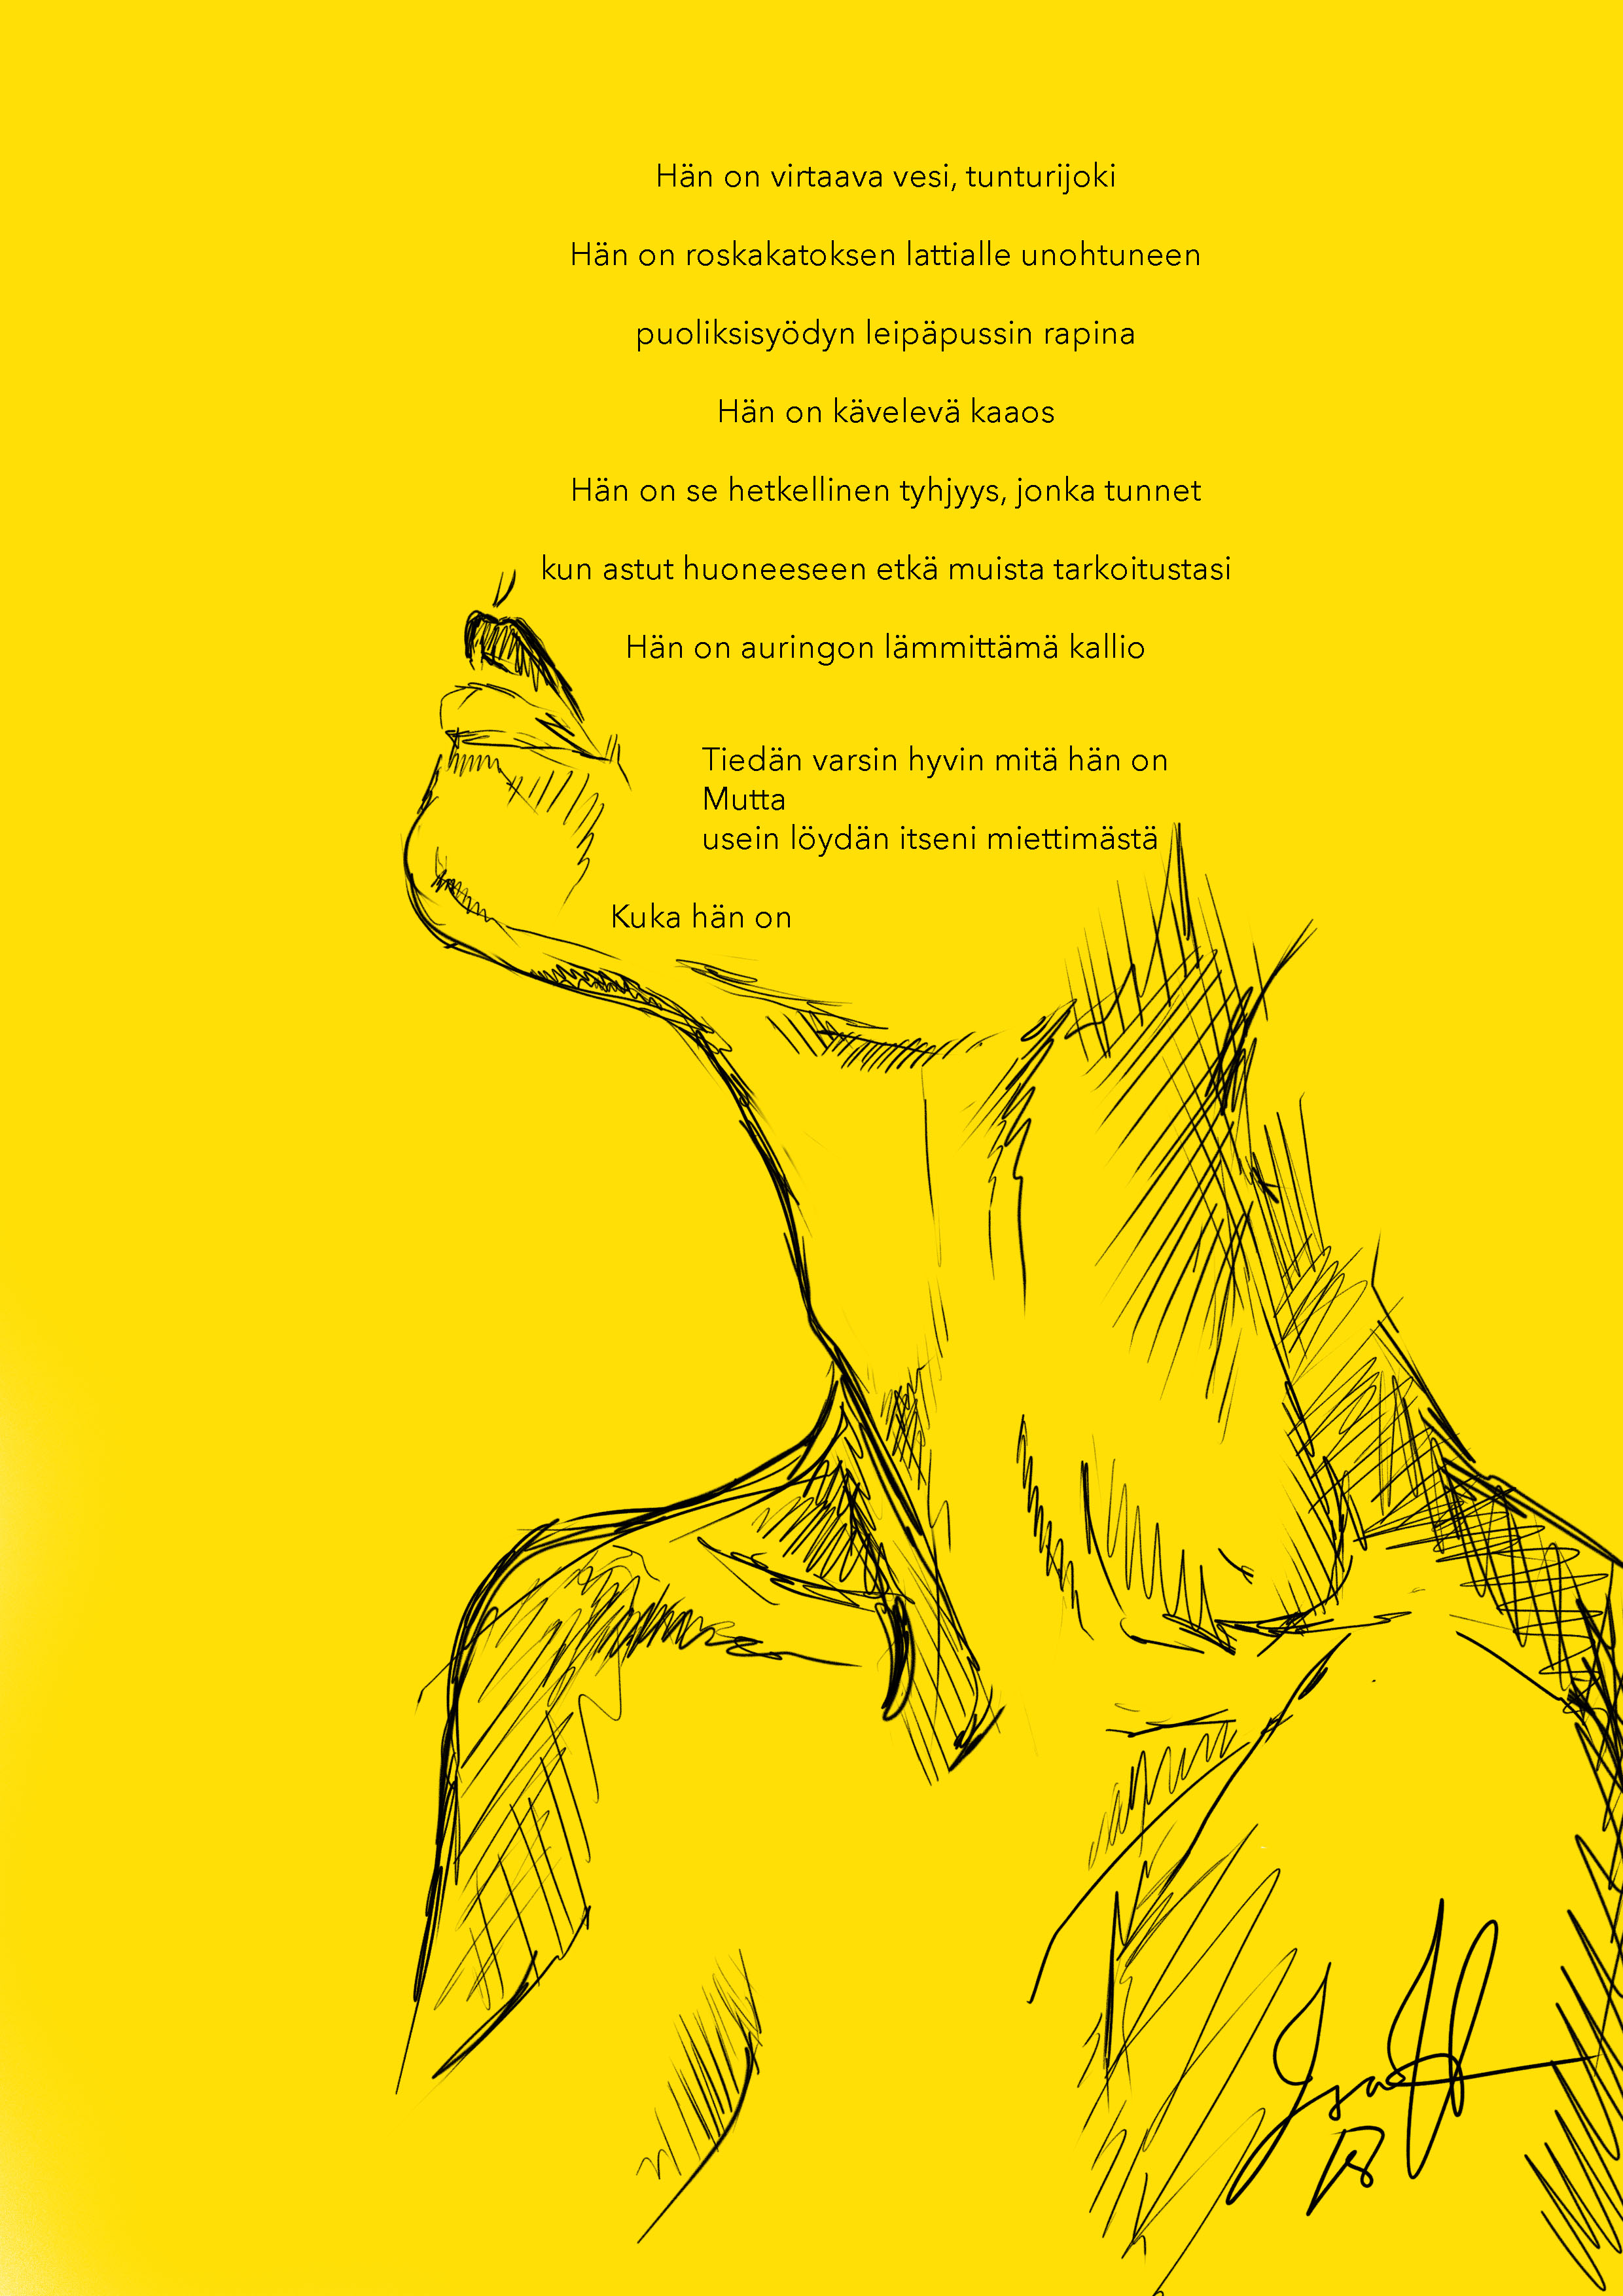 Hän on virtaava vesi, tunturijoki
Hän on roskakatoksen lattialle unohtuneen
puoliksisyödyn leipäpussin rapina
Hän on kävelevä kaaos
Hän on se hetkellinen tyhjyys, jonka tunnet
kun astut huoneeseen etkä muista tarkoitustasi
Hän on auringon lämmittämä kallio
Tiedän varsin hyvin mitä hän on
Mutta
usein löydän itseni miettimästä
Kuka hän on